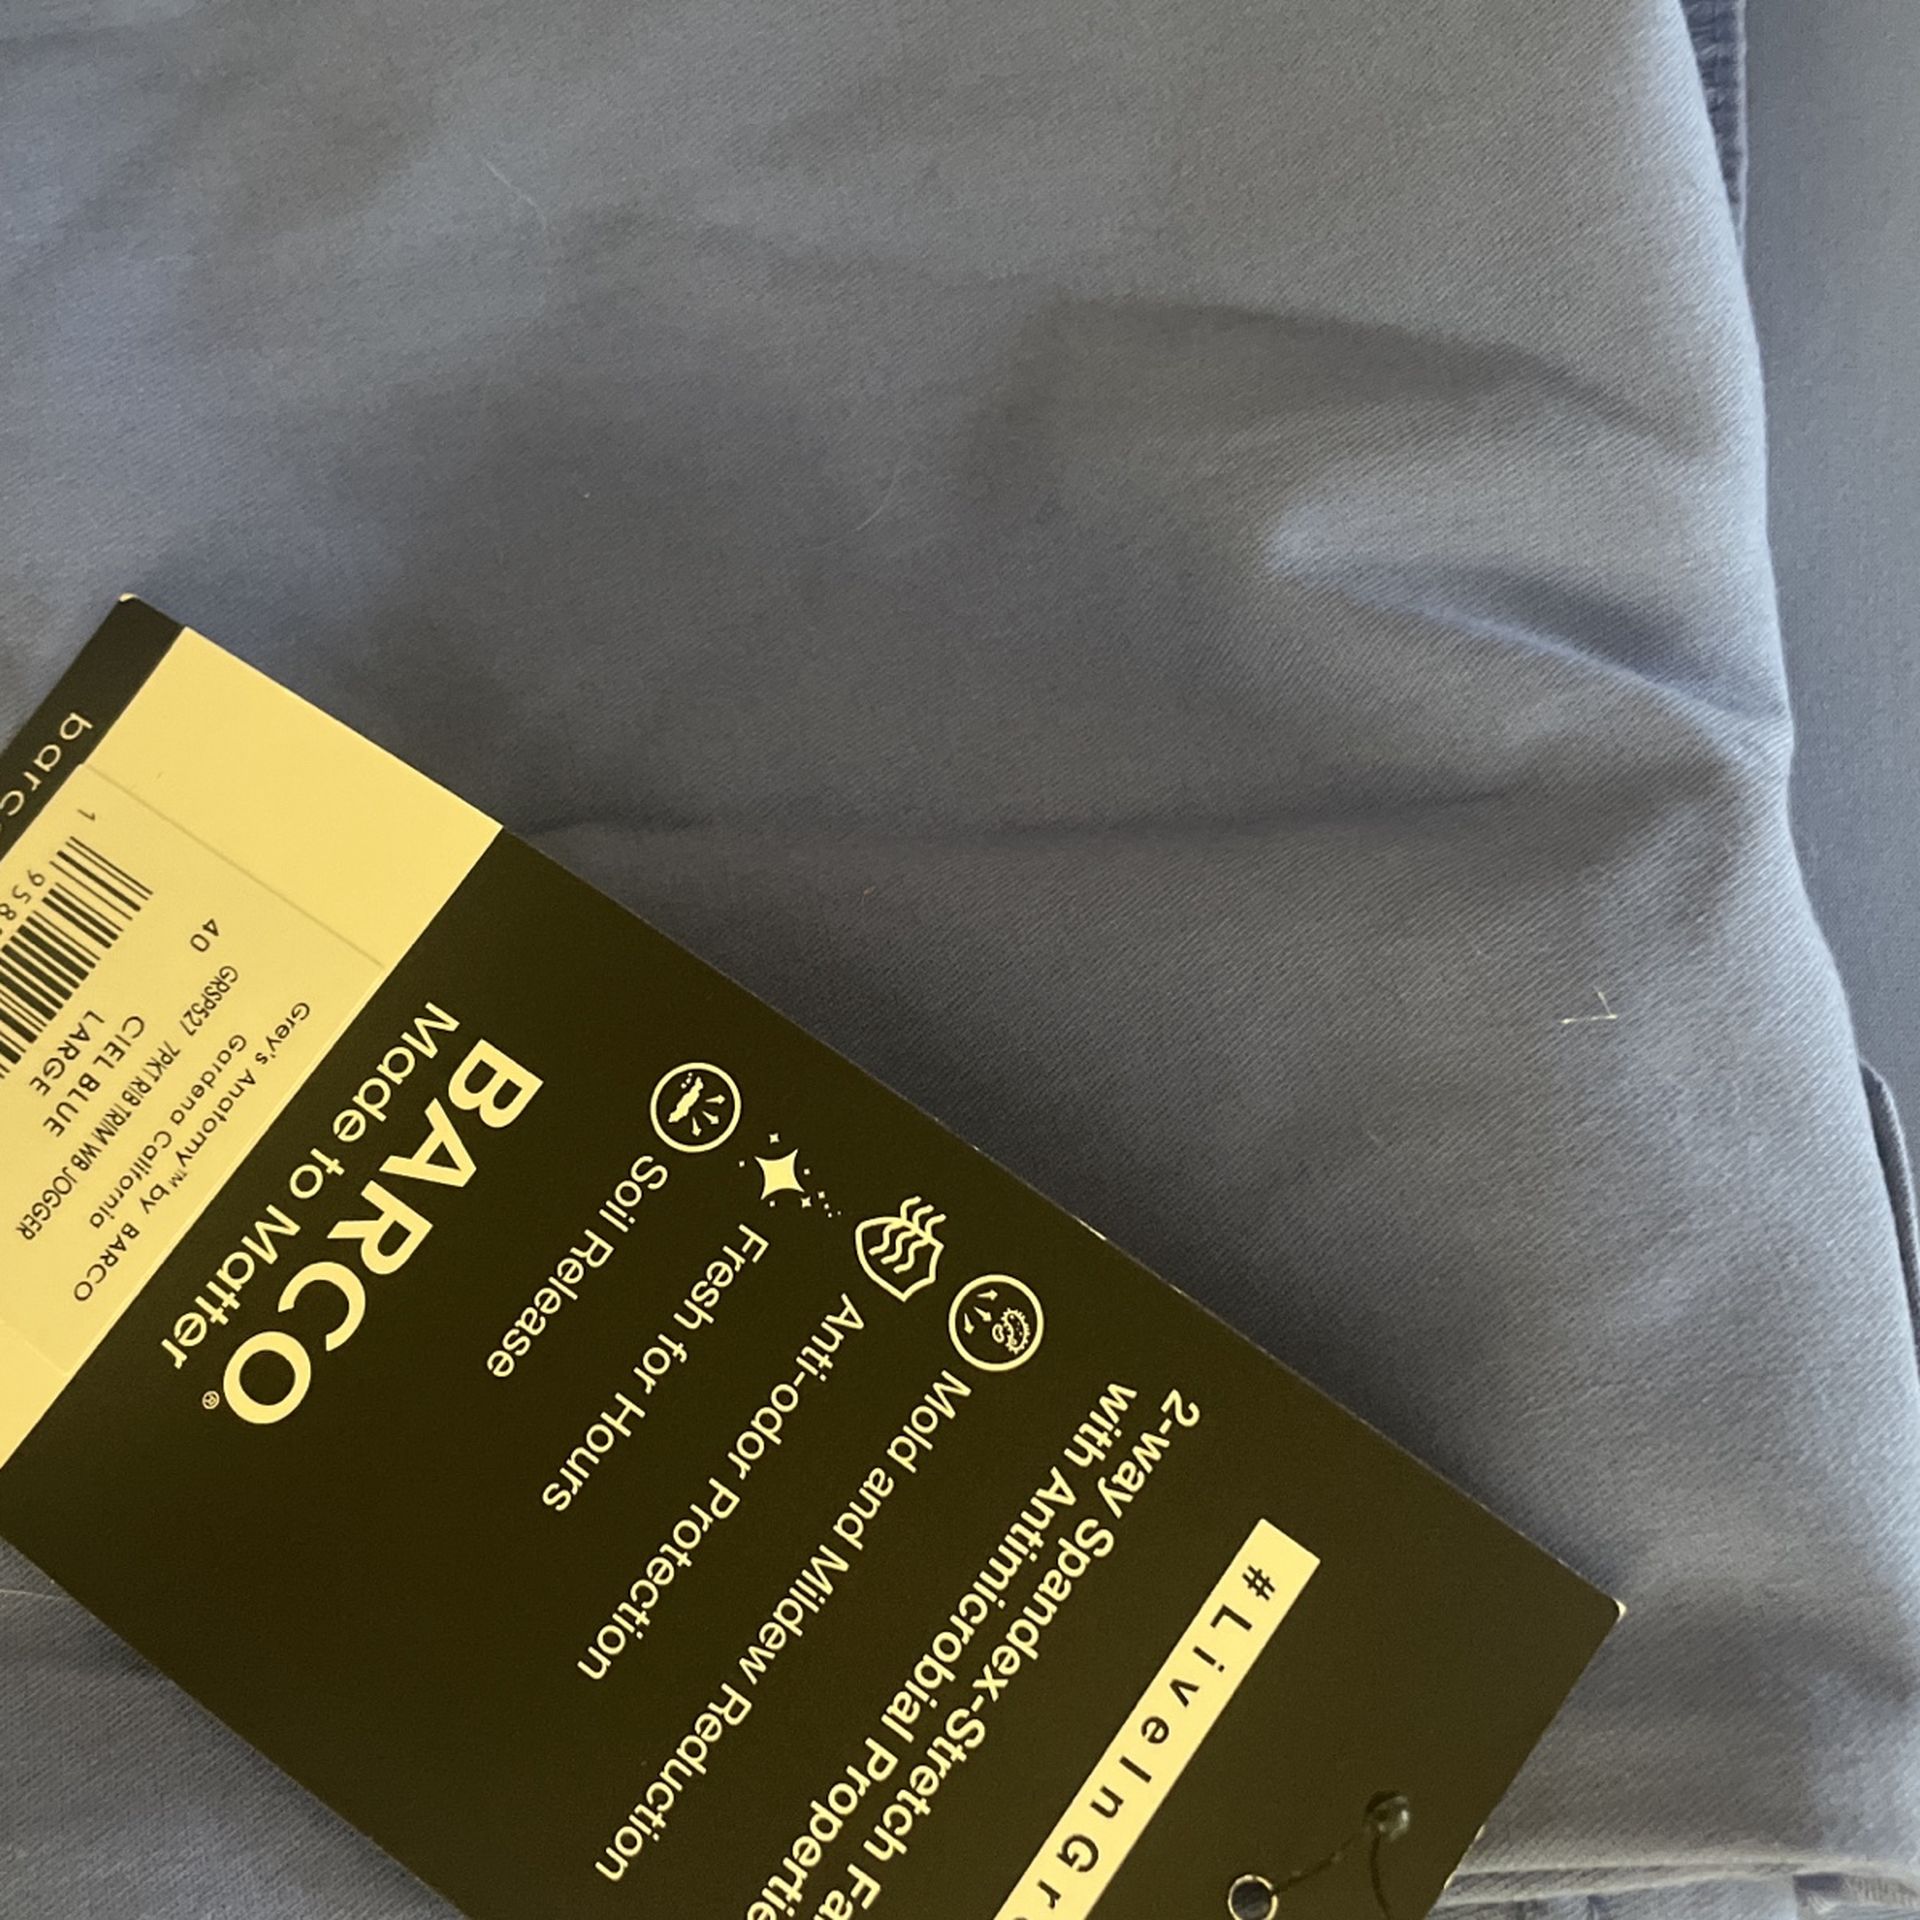 #LiveInGr
2-way Spandex-Stretch Fa
with Antimicrobial Propertie
Mold and Mildew Reduction
Anti-odor Protection
Fresh for Hours
Soil Release
BARCO®
Made to Matter
Grey's Anatomy™ by BARCO
Gardena California
GRSP527 7PKT RIB TRIM WB JOGGER
40
CIEL BLUE
LARGE
1 958
barc